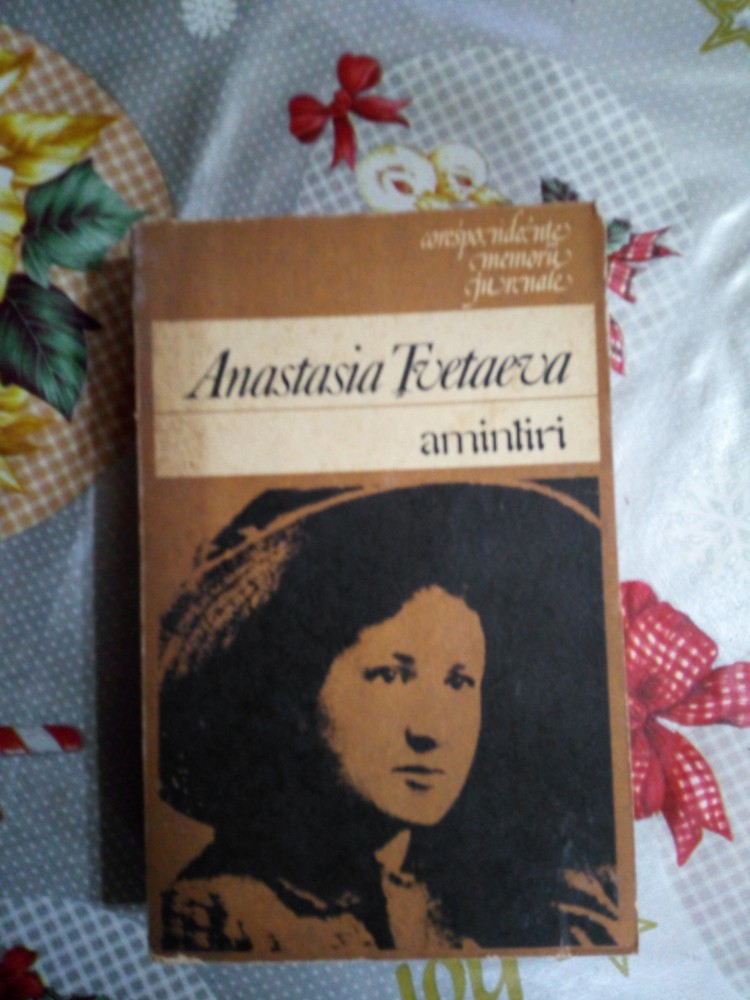 corespondențe
memorii
jurnale
Anastasia Țvetaeva
amintiri